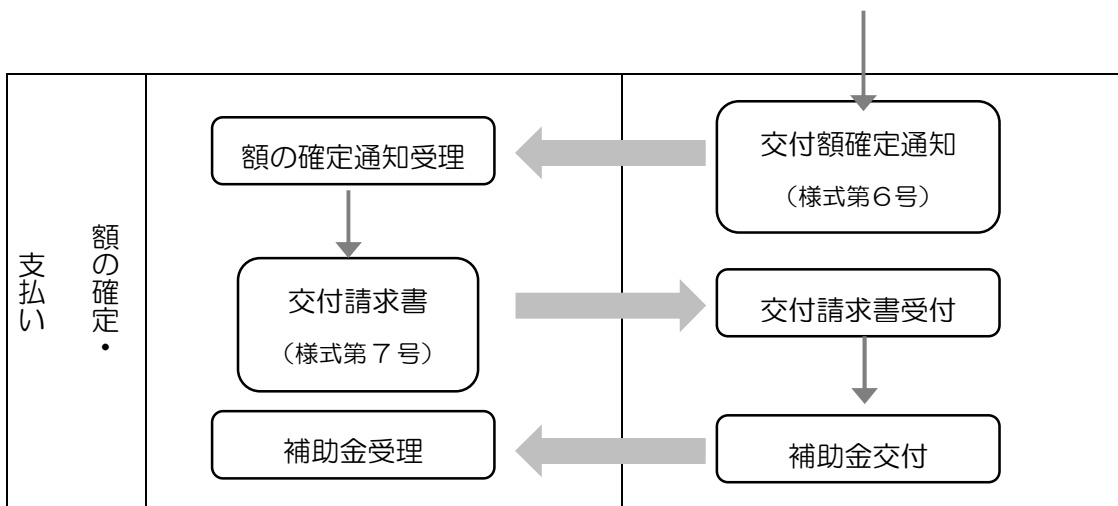 額の確定・
支払い
額の確定通知受理
交付額確定通知
（様式第６号）
交付請求書
（様式第７号）
交付請求書受付
補助金受理
補助金交付